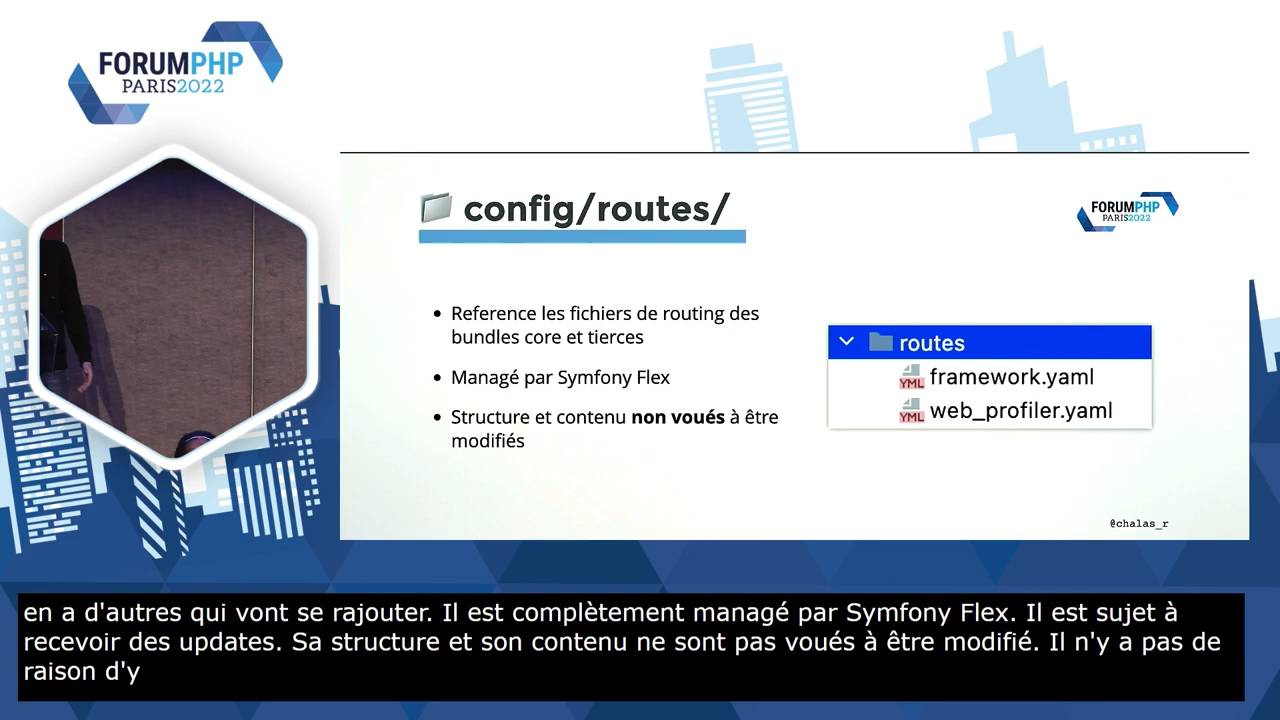 FORUMPHP
PARIS2022
config/routes/
FORUMPHP
PARIS2022
Reference les fichiers de routing des
bundles core et tierces
Managé par Symfony Flex
Structure et contenu non voués à être
modifiés
routes
YML framework.yaml
YML web_profiler.yaml
@chalas_r
en a d'autres qui vont se rajouter. Il est complètement managé par Symfony Flex. Il est sujet à
recevoir des updates. Sa structure et son contenu ne sont pas voués à être modifié. Il n'y a pas de
raison d'y